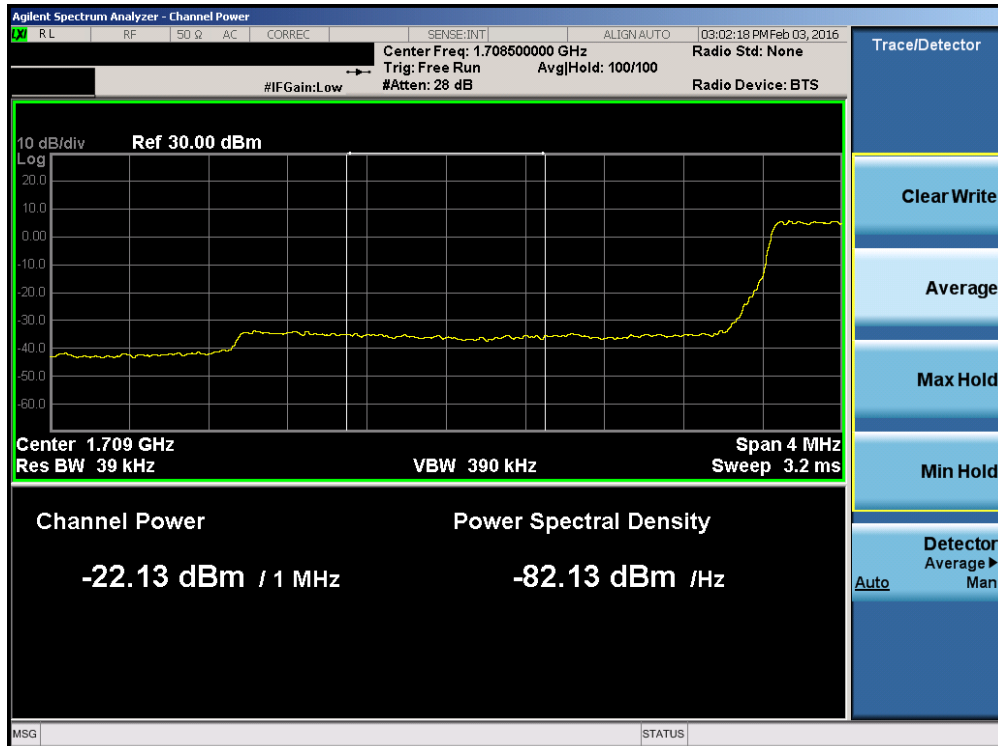 Agilent Spectrum Analyzer - Channel Power
LXI RL RF 50 Ω AC CORREC SENSE:INT ALIGN AUTO 03:02:18 PM Feb 03, 2016
Center Freq: 1.708500000 GHz Radio Std: None
Trig: Free Run Avg|Hold: 100/100
#IFGain:Low #Atten: 28 dB Radio Device: BTS
Trace/Detector
10 dB/div Ref 30.00 dBm
Log
20.0
10.0
0.00
-10.0
-20.0
-30.0
-40.0
-50.0
-60.0
Center 1.709 GHz Span 4 MHz
Res BW 39 kHz VBW 390 kHz Sweep 3.2 ms
Channel Power Power Spectral Density
-22.13 dBm / 1 MHz -82.13 dBm /Hz
Clear Write
Average
Max Hold
Min Hold
Detector
Average▶
Auto Man
MSG STATUS